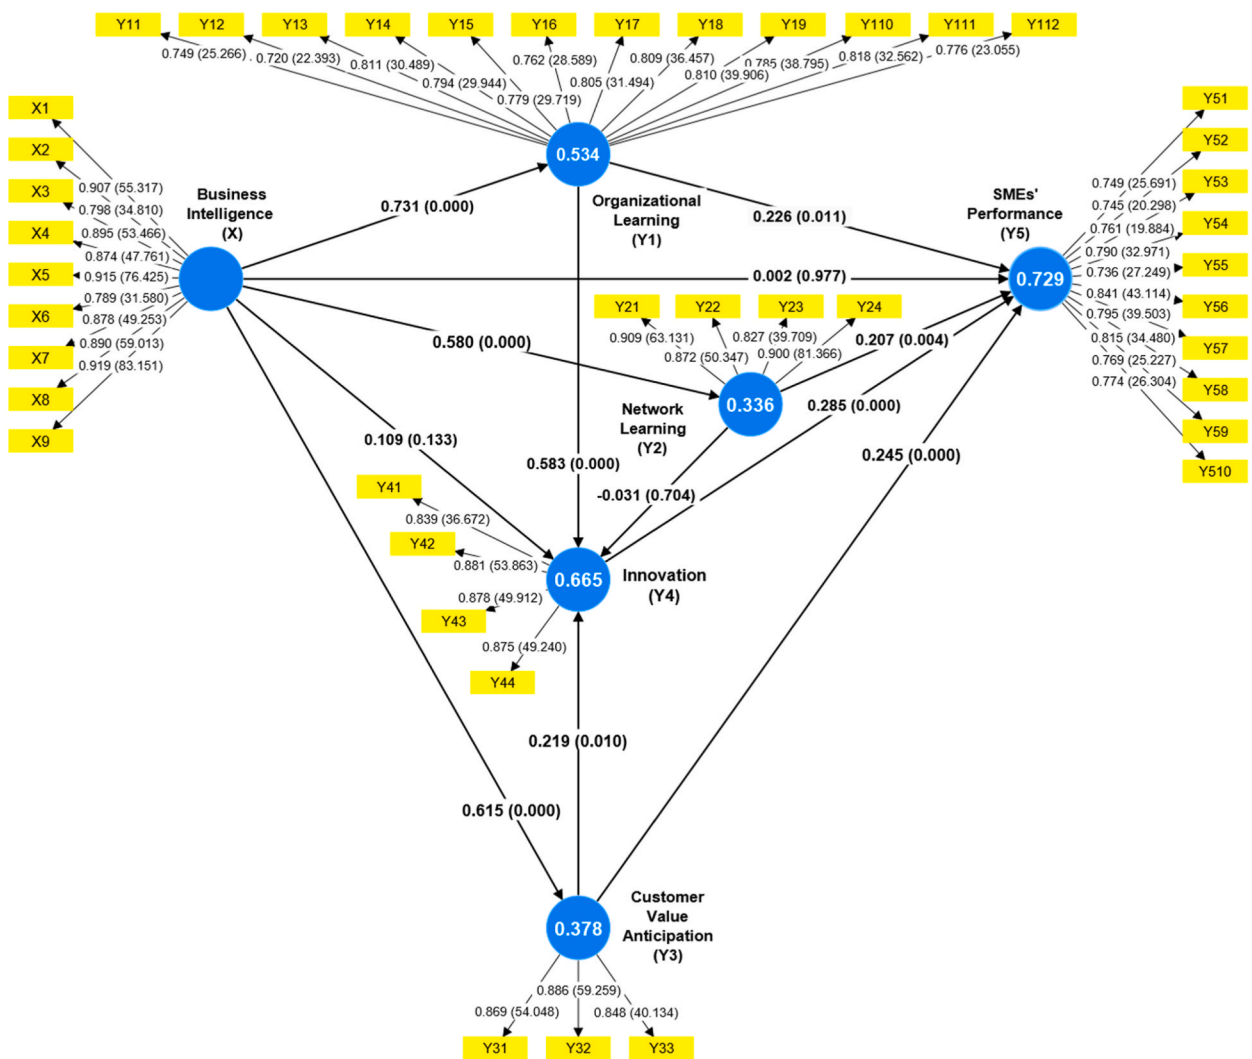 Y11 Y12 Y13 Y14 Y15 Y16 Y17 Y18 Y19 Y110 Y111 Y112
0.749 (25.266)
0.720 (22.393)
0.811 (30.489)
0.794 (29.944)
0.779 (29.719)
0.762 (28.589)
0.805 (31.494)
0.809 (36.457)
0.810 (39.906)
0.785 (38.795)
0.818 (32.562)
0.776 (23.055)
X1
X2
X3
X4
X5
X6
X7
X8
X9
0.907 (55.317)
0.798 (34.810)
0.895 (53.466)
0.874 (47.761)
0.915 (76.425)
0.789 (31.580)
0.878 (49.253)
0.890 (59.013)
0.919 (83.151)
Business
Intelligence
(X)
0.534
Organizational
Learning
(Y1)
0.731 (0.000)
0.226 (0.011)
0.002 (0.977)
0.580 (0.000)
SMEs'
Performance
(Y5)
0.729
Y51
Y52
Y53
Y54
Y55
Y56
Y57
Y58
Y59
Y510
0.749 (25.691)
0.745 (20.298)
0.761 (19.884)
0.790 (32.971)
0.736 (27.249)
0.841 (43.114)
0.795 (39.503)
0.815 (34.480)
0.769 (25.227)
0.774 (26.304)
Y21 Y22 Y23 Y24
0.909 (63.131)
0.872 (50.347)
0.827 (39.709)
0.900 (81.366)
0.207 (0.004)
0.336
Network
Learning
(Y2)
0.285 (0.000)
0.109 (0.133)
0.583 (0.000)
0.245 (0.000)
-0.031 (0.704)
Y41
0.839 (36.672)
Y42
0.881 (53.863)
0.878 (49.912)
Y43
0.875 (49.240)
Y44
0.665
Innovation
(Y4)
0.219 (0.010)
0.615 (0.000)
Customer
Value
Anticipation
(Y3)
0.378
0.886 (59.259)
0.869 (54.048)
0.848 (40.134)
Y31 Y32 Y33